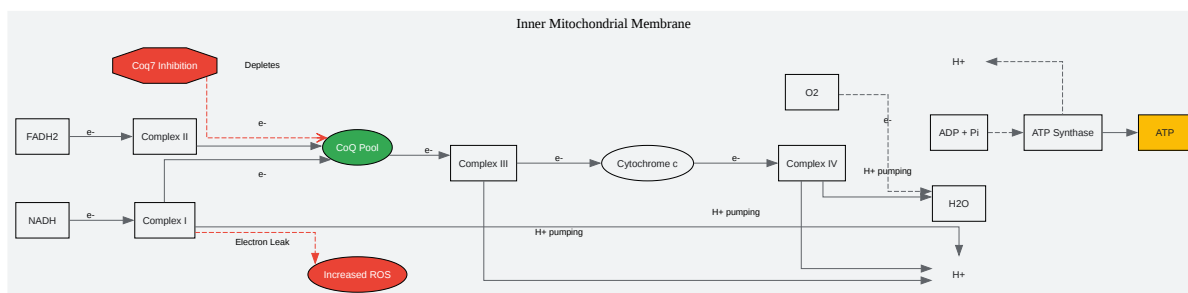 Inner Mitochondrial Membrane
Coq7 Inhibition
Depletes
H+
O2
FADH2
e-
Complex II
e-
CoQ Pool
e-
Complex III
e-
Cytochrome c
e-
Complex IV
e-
ADP + Pi
ATP Synthase
ATP
e-
H+ pumping
NADH
e-
Complex I
H+ pumping
H2O
H+ pumping
Electron Leak
Increased ROS
H+